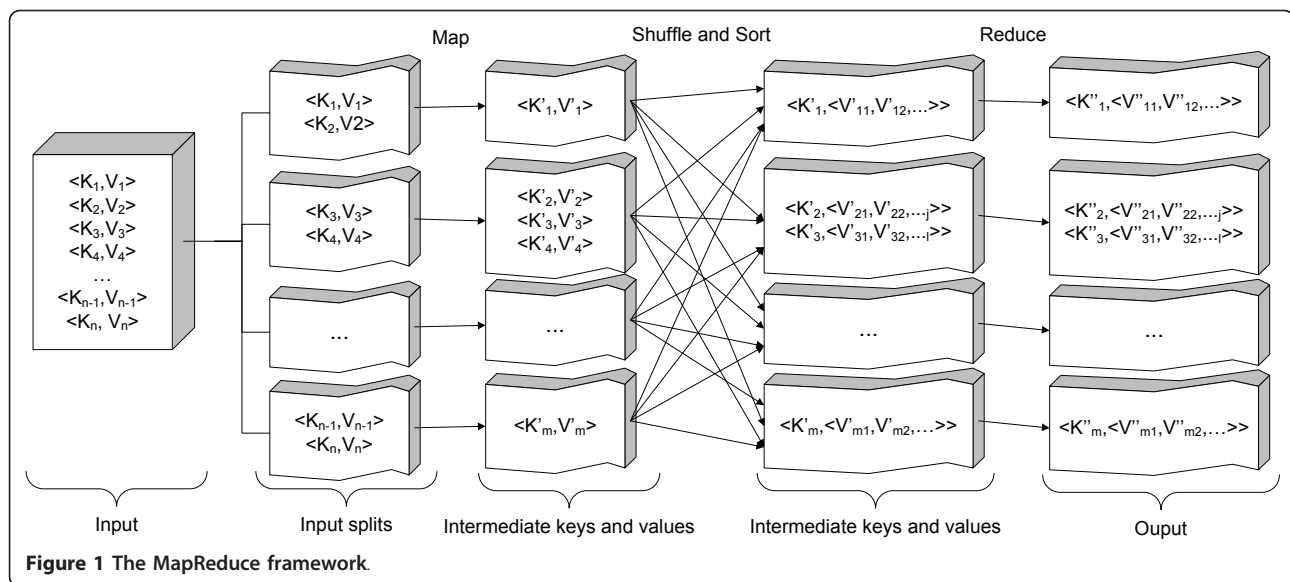 Map
Shuffle and Sort
Reduce
<K₁,V₁>
<K₂,V₂>
<K₃,V₃>
<K₄,V₄>
...
<Kₙ₋₁,Vₙ₋₁>
<Kₙ, Vₙ>
<K₁,V₁>
<K₂,V2>
<K₃,V₃>
<K₄,V₄>
...
<Kₙ₋₁,Vₙ₋₁>
<Kₙ,Vₙ>
<K'₁,V'₁>
<K'₂,V'₂>
<K'₃,V'₃>
<K'₄,V'₄>
...
<K'ₘ,V'ₘ>
<K'₁,<V'₁₁,V'₁₂,...>>
<K'₂,<V'₂₁,V'₂₂,...ⱼ>>
<K'₃,<V'₃₁,V'₃₂,...ₗ>>
...
<K'ₘ,<V'ₘ₁,V'ₘ₂,...>>
<K''₁,<V''₁₁,V''₁₂,...>>
<K''₂,<V''₂₁,V''₂₂,...ⱼ>>
<K''₃,<V''₃₁,V''₃₂,...ₗ>>
...
<K''ₘ,<V''ₘ₁,V''ₘ₂,...>>
Input
Input splits
Intermediate keys and values
Intermediate keys and values
Ouput
Figure 1 The MapReduce framework.